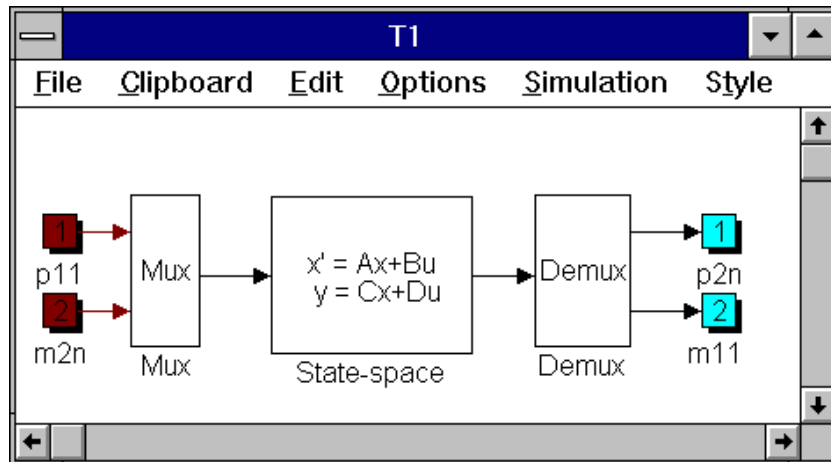 T1
File Clipboard Edit Options Simulation Style
1
p11
2
m2n
Mux
Mux
x' = Ax+Bu
y = Cx+Du
State-space
Demux
Demux
1
p2n
2
m11